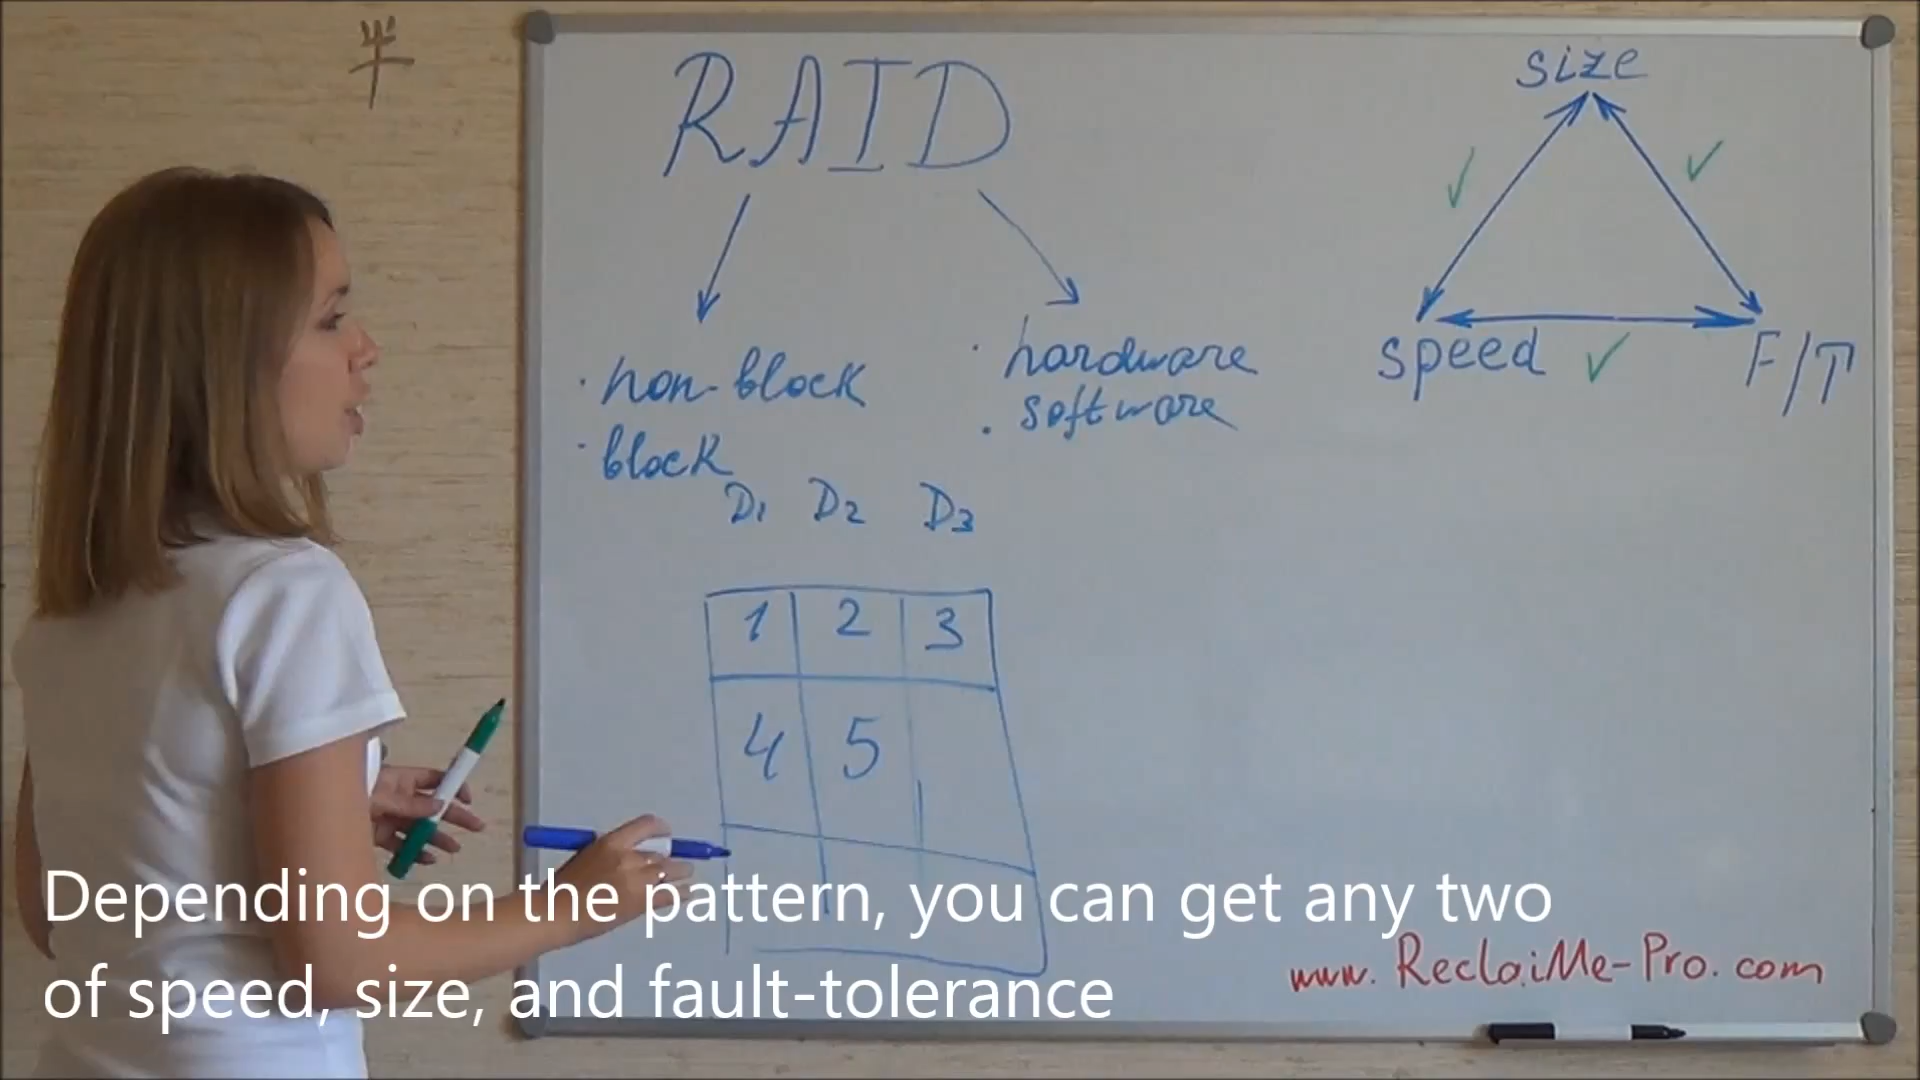 RAID
size
speed
F/T
· non-block
· block
· hardware
· software
D1 D2 D3
1 2 3
4 5
Depending on the pattern, you can get any two
of speed, size, and fault-tolerance
www.ReclaiMe-Pro.com